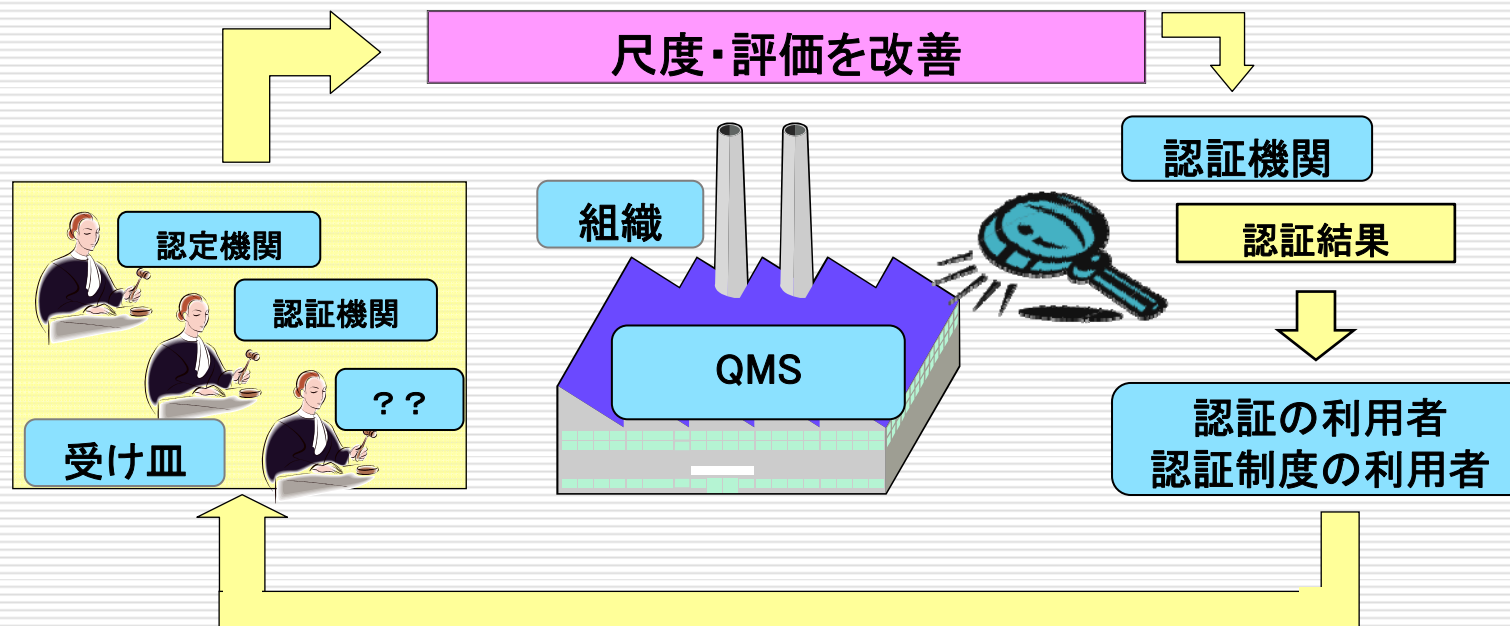 尺度・評価を改善
認証機関
組織
認証結果
認定機関
認証機関
QMS
？？
認証の利用者
認証制度の利用者
受け皿